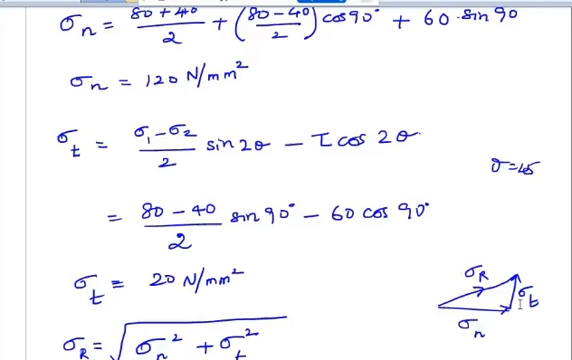 σn = 80 + 40 / 2 + (80 - 40 / 2) cos 90° + 60 · sin 90
σn = 120 N/mm²
σt = σ1 - σ2 / 2 sin 2θ - τ cos 2θ
θ = 45
= 80 - 40 / 2 sin 90° - 60 cos 90°
σt = 20 N/mm²
σR
σt
σn
σR = √σn² + σt²